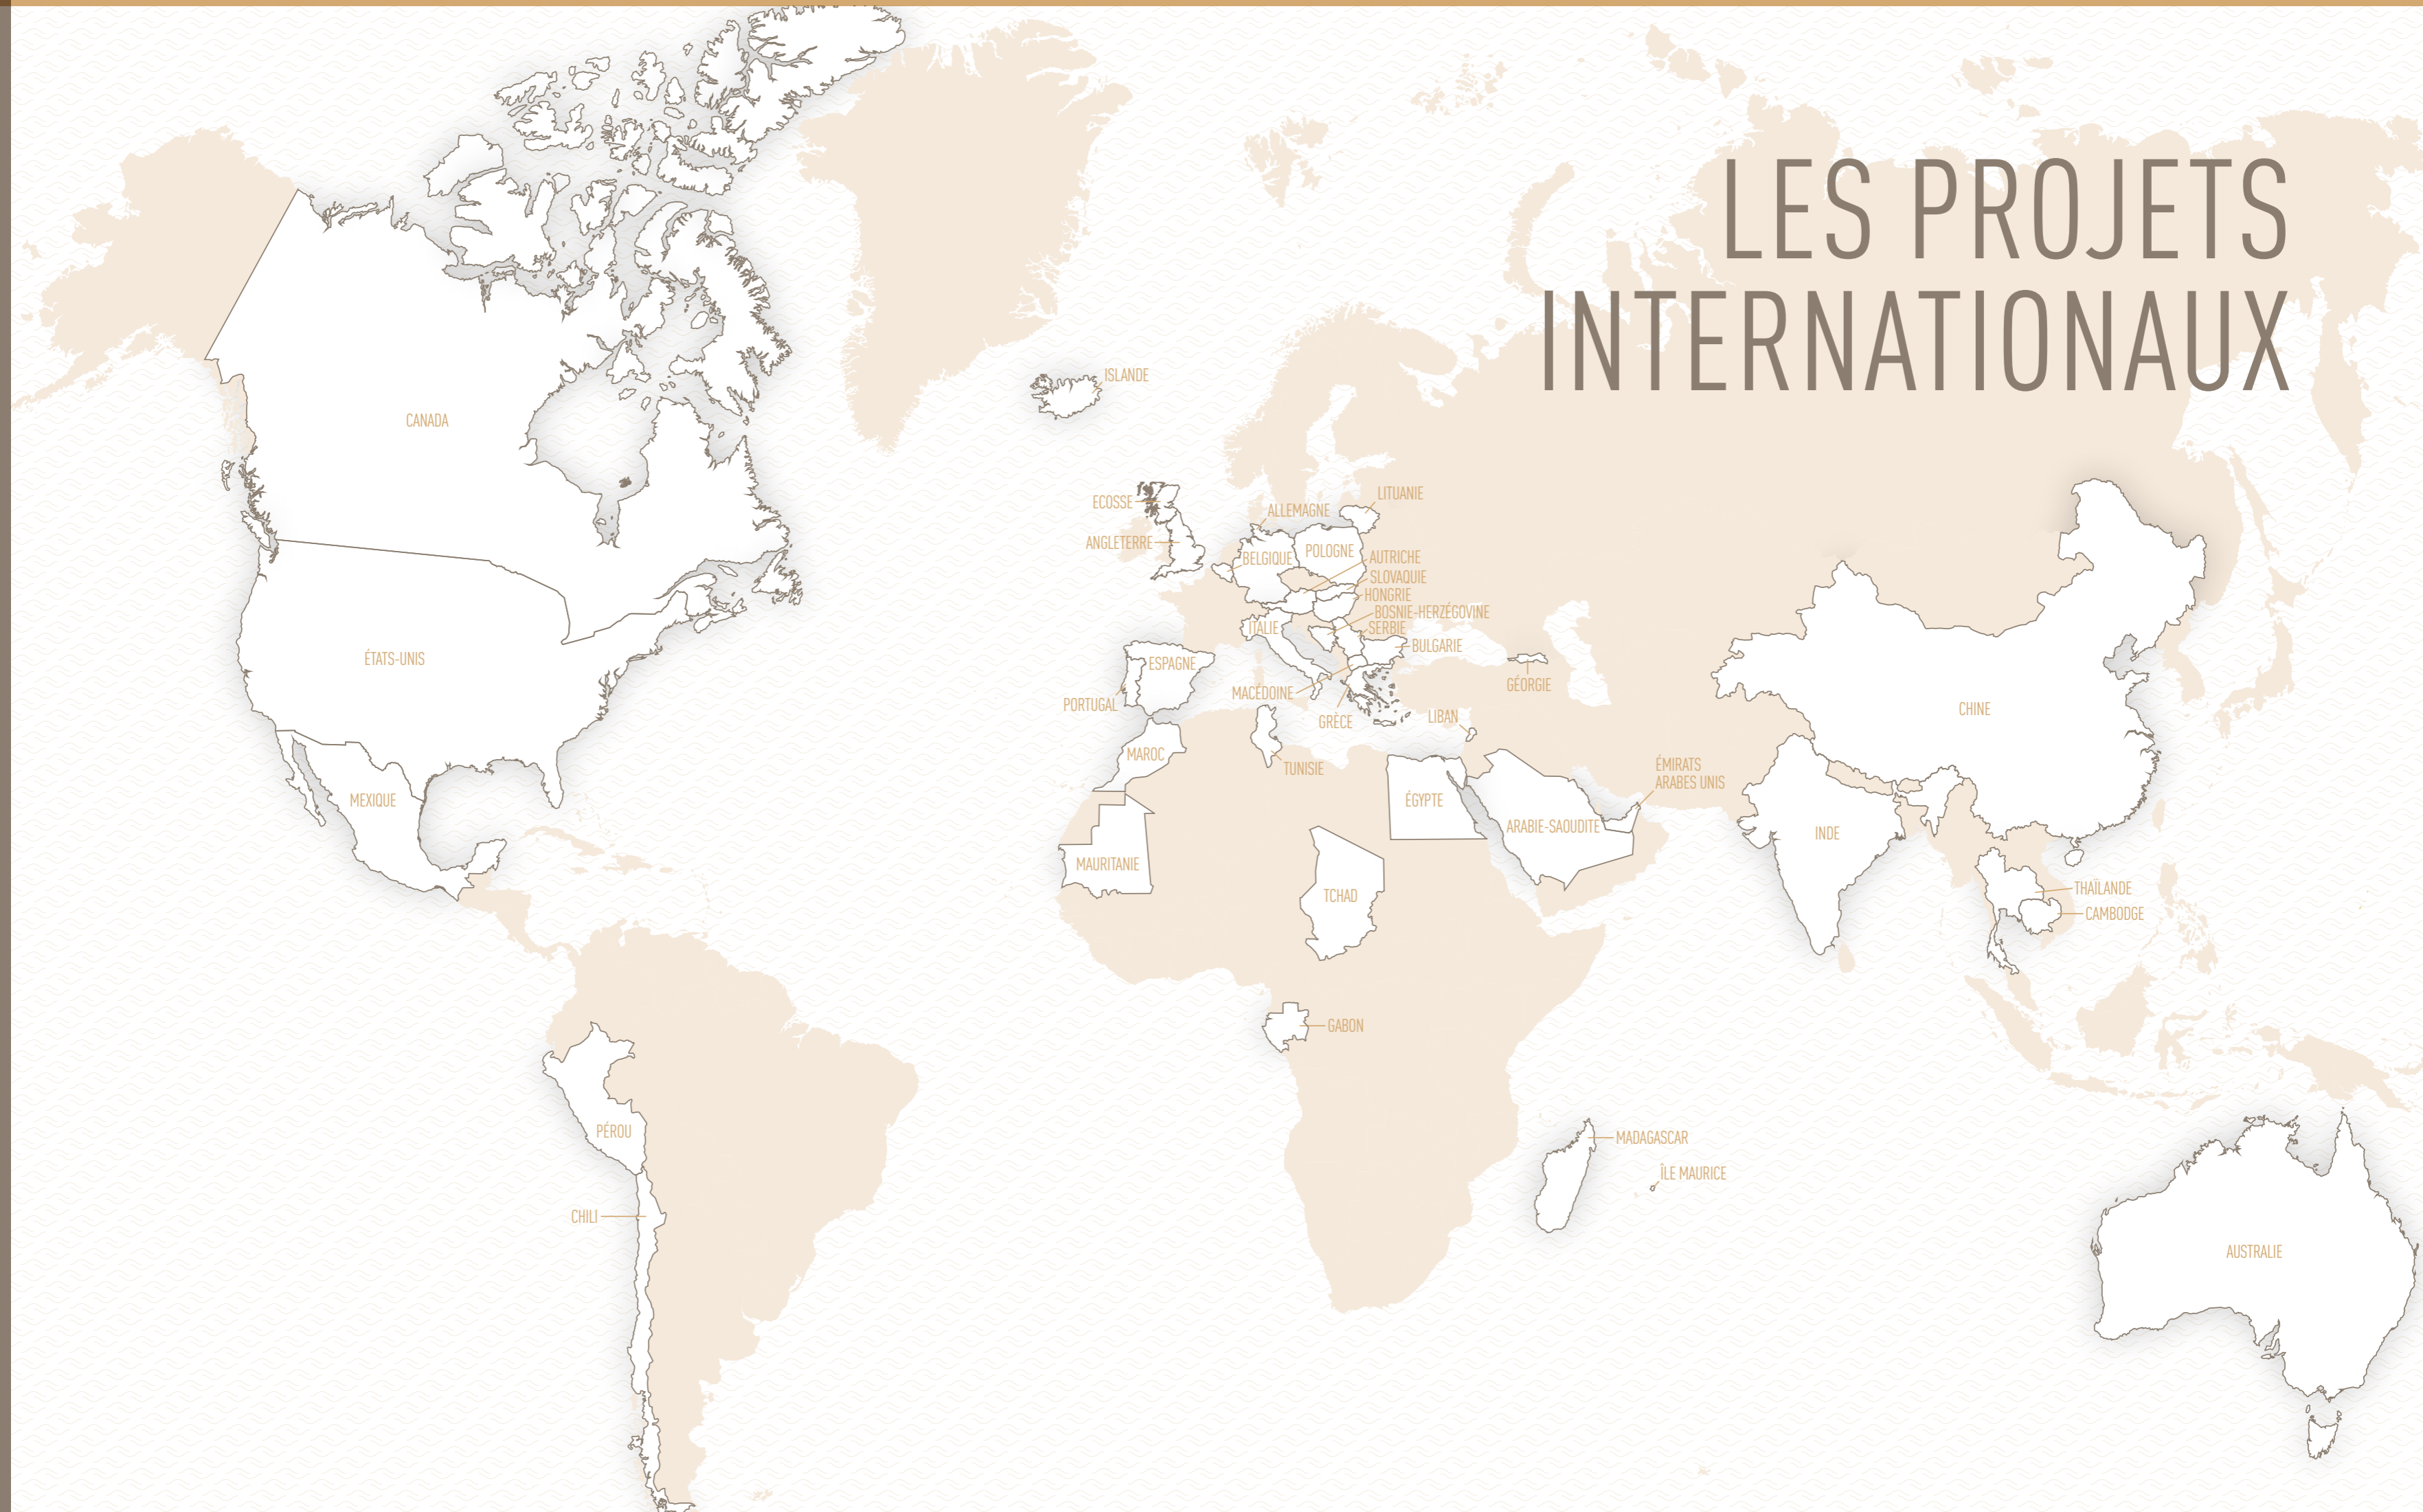 LES PROJETS
INTERNATIONAUX
ISLANDE
CANADA
ECOSSE
LITUANIE
ALLEMAGNE
ANGLETERRE
BELGIQUE
POLOGNE
AUTRICHE
SLOVAQUIE
HONGRIE
BOSNIE-HERZÉGOVINE
ITALIE
SERBIE
BULGARIE
ÉTATS-UNIS
ESPAGNE
GÉORGIE
MACÉDOINE
PORTUGAL
CHINE
GRÈCE
LIBAN
MAROC
TUNISIE
ÉMIRATS
ARABES UNIS
MEXIQUE
ÉGYPTE
ARABIE-SAOUDITE
INDE
MAURITANIE
TCHAD
THAÏLANDE
CAMBODGE
GABON
PÉROU
MADAGASCAR
ÎLE MAURICE
CHILI
AUSTRALIE